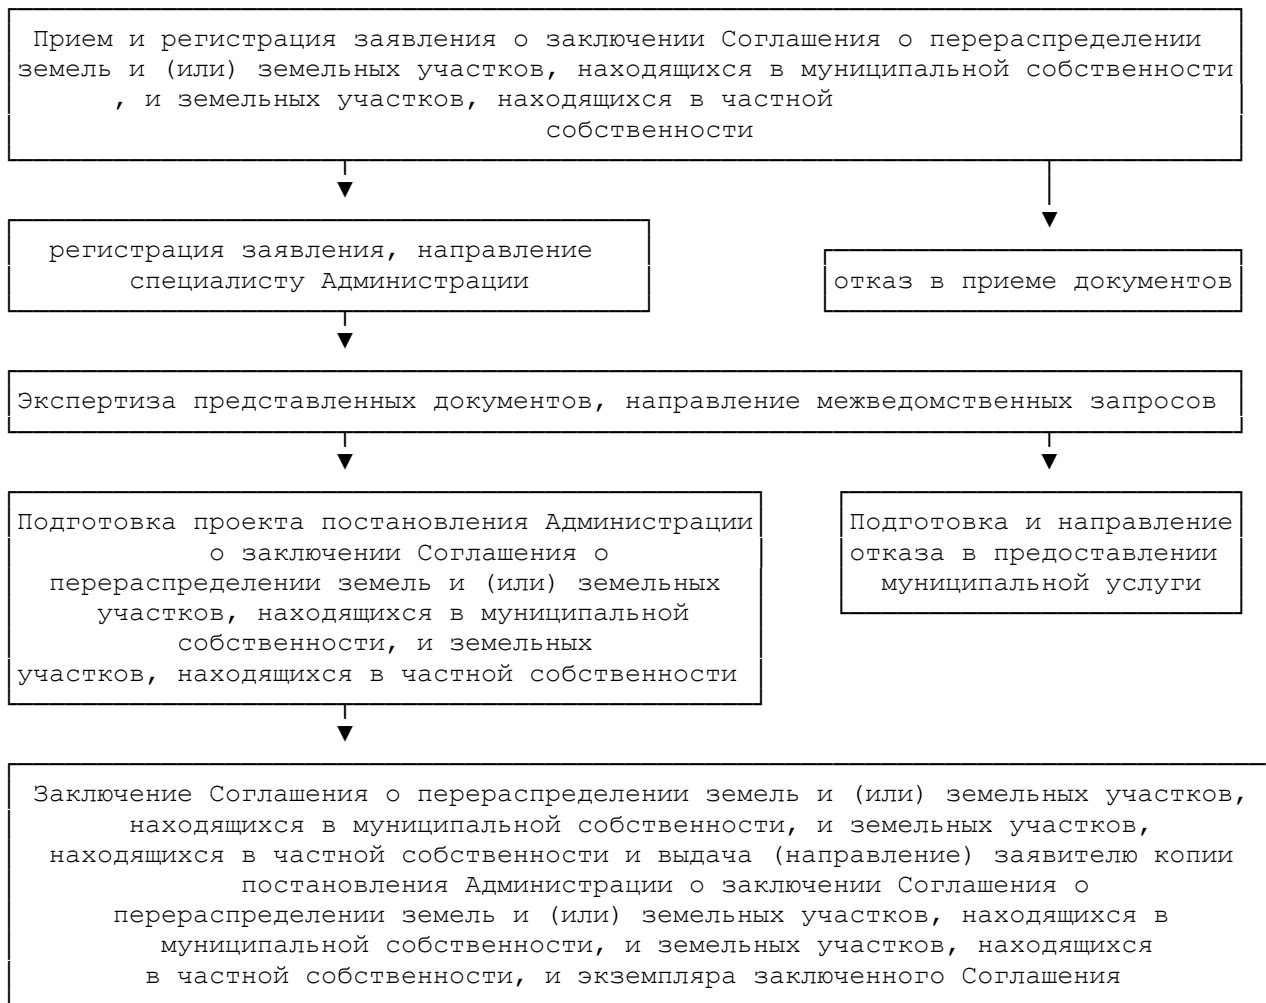 Прием и регистрация заявления о заключении Соглашения о перераспределении
земель и (или) земельных участков, находящихся в муниципальной собственности
, и земельных участков, находящихся в частной
собственности
регистрация заявления, направление
специалисту Администрации
отказ в приеме документов
Экспертиза представленных документов, направление межведомственных запросов
Подготовка проекта постановления Администрации
о заключении Соглашения о
перераспределении земель и (или) земельных
участков, находящихся в муниципальной
собственности, и земельных
участков, находящихся в частной собственности
Подготовка и направление
отказа в предоставлении
муниципальной услуги
Заключение Соглашения о перераспределении земель и (или) земельных участков,
находящихся в муниципальной собственности, и земельных участков,
находящихся в частной собственности и выдача (направление) заявителю копии
постановления Администрации о заключении Соглашения о
перераспределении земель и (или) земельных участков, находящихся в
муниципальной собственности, и земельных участков, находящихся
в частной собственности, и экземпляра заключенного Соглашения